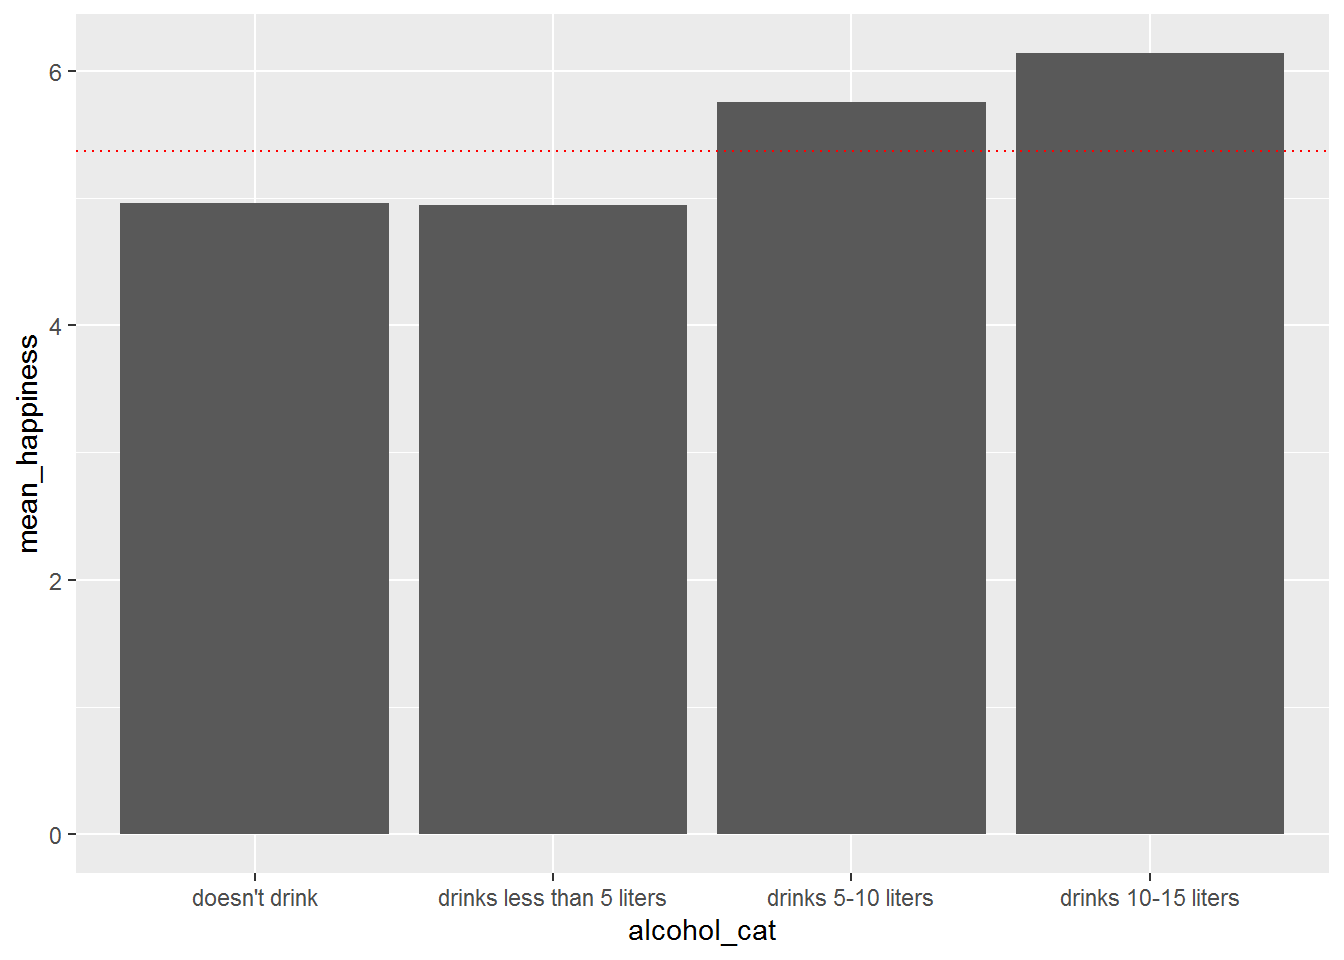 mean_happiness
6
4
2
0
doesn't drink
drinks less than 5 liters
drinks 5-10 liters
drinks 10-15 liters
alcohol_cat